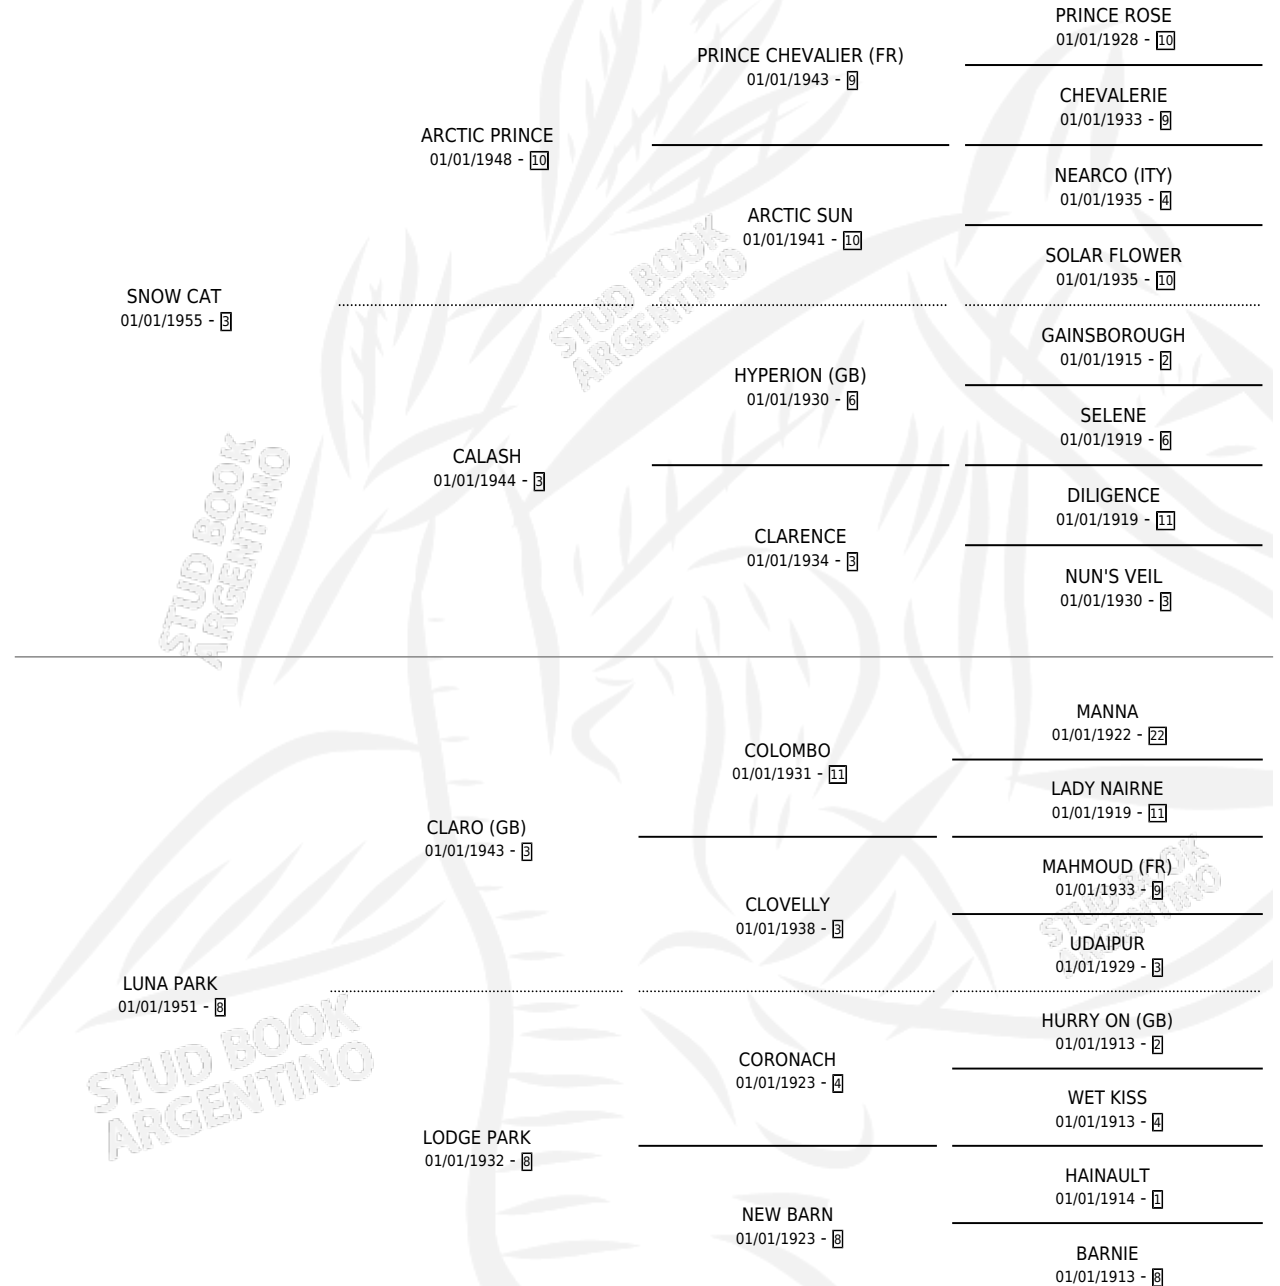 PRINCE ROSE
01/01/1928 - 10
PRINCE CHEVALIER (FR)
01/01/1943 - 9
CHEVALERIE
01/01/1933 - 9
ARCTIC PRINCE
01/01/1948 - 10
NEARCO (ITY)
01/01/1935 - 4
ARCTIC SUN
01/01/1941 - 10
SOLAR FLOWER
01/01/1935 - 10
SNOW CAT
01/01/1955 - 3
STUD BOOK
ARGENTINO
GAINSBOROUGH
01/01/1915 - 2
HYPERION (GB)
01/01/1930 - 6
SELENE
01/01/1919 - 6
CALASH
01/01/1944 - 3
STUD BOOK
ARGENTINO
DILIGENCE
01/01/1919 - 11
CLARENCE
01/01/1934 - 3
NUN'S VEIL
01/01/1930 - 3
MANNA
01/01/1922 - 22
COLOMBO
01/01/1931 - 11
LADY NAIRNE
01/01/1919 - 11
CLARO (GB)
01/01/1943 - 3
MAHMOUD (FR)
01/01/1933 - 9
STUD BOOK
ARGENTINO
CLOVELLY
01/01/1938 - 3
UDAIPUR
01/01/1929 - 3
LUNA PARK
01/01/1951 - 8
STUD BOOK
ARGENTINO
HURRY ON (GB)
01/01/1913 - 2
CORONACH
01/01/1923 - 4
WET KISS
01/01/1913 - 4
LODGE PARK
01/01/1932 - 8
HAINAULT
01/01/1914 - 1
NEW BARN
01/01/1923 - 8
BARNIE
01/01/1913 - 8